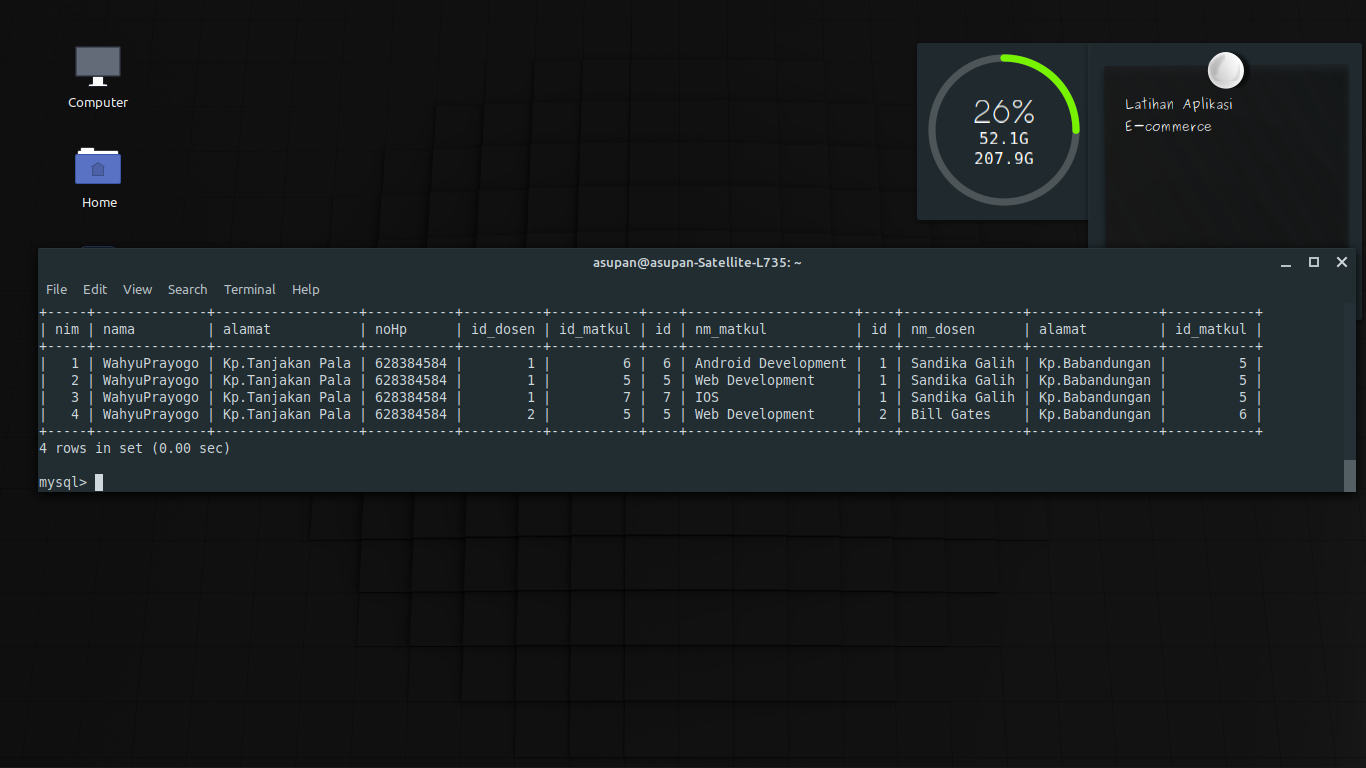 Computer
Home
26%
52.1G
207.9G
Latihan Aplikasi
E-commerce
asupan@asupan-Satellite-L735: ~
File Edit View Search Terminal Help
+-----+--------------+------------------+-----------+----------+-----------+----+---------------------+----+---------------+----------------+-----------+
| nim | nama         | alamat           | noHp      | id_dosen | id_matkul | id | nm_matkul           | id | nm_dosen      | alamat         | id_matkul |
+-----+--------------+------------------+-----------+----------+-----------+----+---------------------+----+---------------+----------------+-----------+
|   1 | WahyuPrayogo | Kp.Tanjakan Pala | 628384584 |        1 |         6 |  6 | Android Development |  1 | Sandika Galih | Kp.Babandungan |         5 |
|   2 | WahyuPrayogo | Kp.Tanjakan Pala | 628384584 |        1 |         5 |  5 | Web Development     |  1 | Sandika Galih | Kp.Babandungan |         5 |
|   3 | WahyuPrayogo | Kp.Tanjakan Pala | 628384584 |        1 |         7 |  7 | IOS                 |  1 | Sandika Galih | Kp.Babandungan |         5 |
|   4 | WahyuPrayogo | Kp.Tanjakan Pala | 628384584 |        2 |         5 |  5 | Web Development     |  2 | Bill Gates    | Kp.Babandungan |         6 |
+-----+--------------+------------------+-----------+----------+-----------+----+---------------------+----+---------------+----------------+-----------+
4 rows in set (0.00 sec)
mysql>